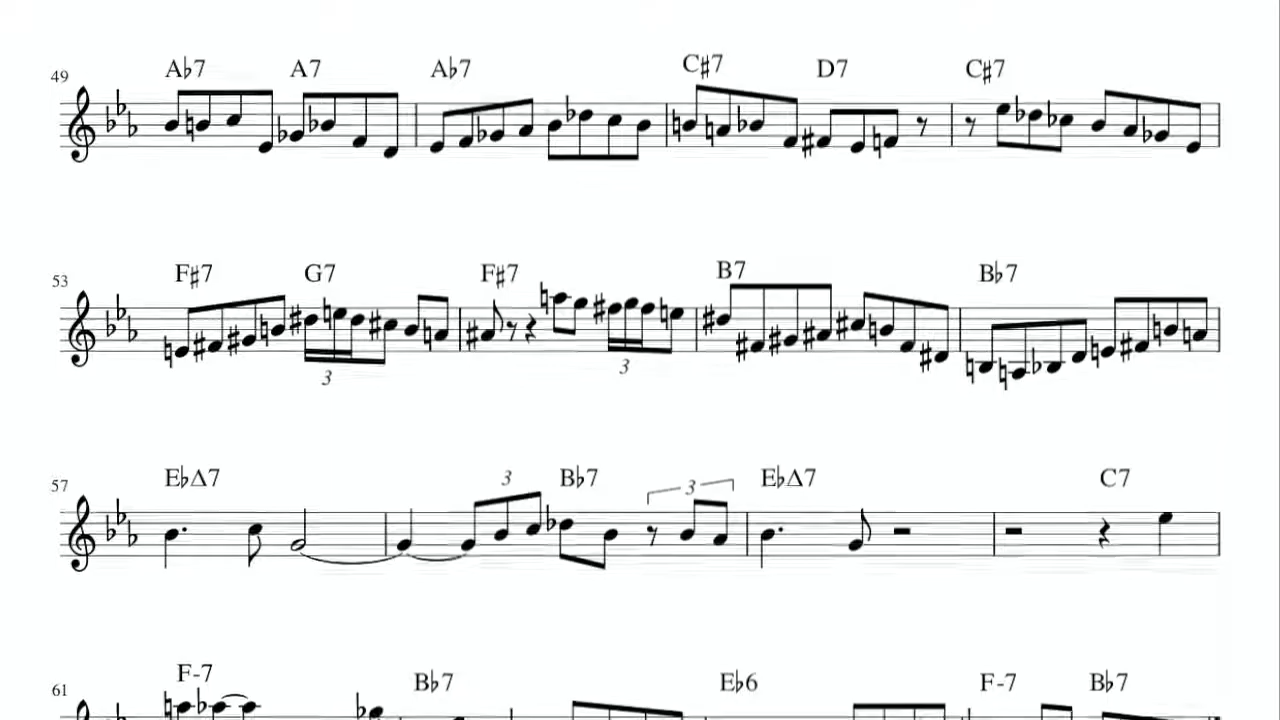 49 A♭7 A7 A♭7 C♯7 D7 C♯7
53 F♯7 G7 F♯7 B7 B♭7
3 3
57 E♭Δ7 3 B♭7 3 E♭Δ7 C7
61 F-7 B♭7 E♭6 F-7 B♭7